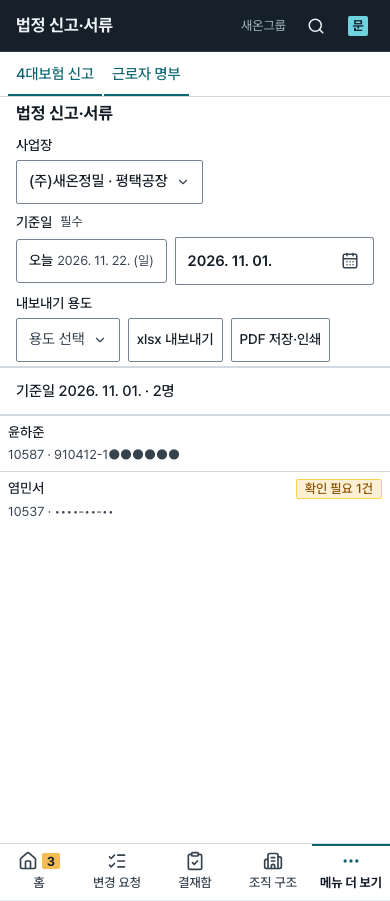 법정 신고·서류
새온그룹
문
4대보험 신고
근로자 명부
법정 신고·서류
사업장
(주)새온정밀 · 평택공장
기준일 필수
오늘 2026. 11. 22. (일)
2026. 11. 01.
내보내기 용도
용도 선택
xlsx 내보내기
PDF 저장·인쇄
기준일 2026. 11. 01. · 2명
윤하준
10587 · 910412-1●●●●●●
염민서
확인 필요 1건
10537 · ••••-••-••
3
홈
변경 요청
결재함
조직 구조
메뉴 더 보기